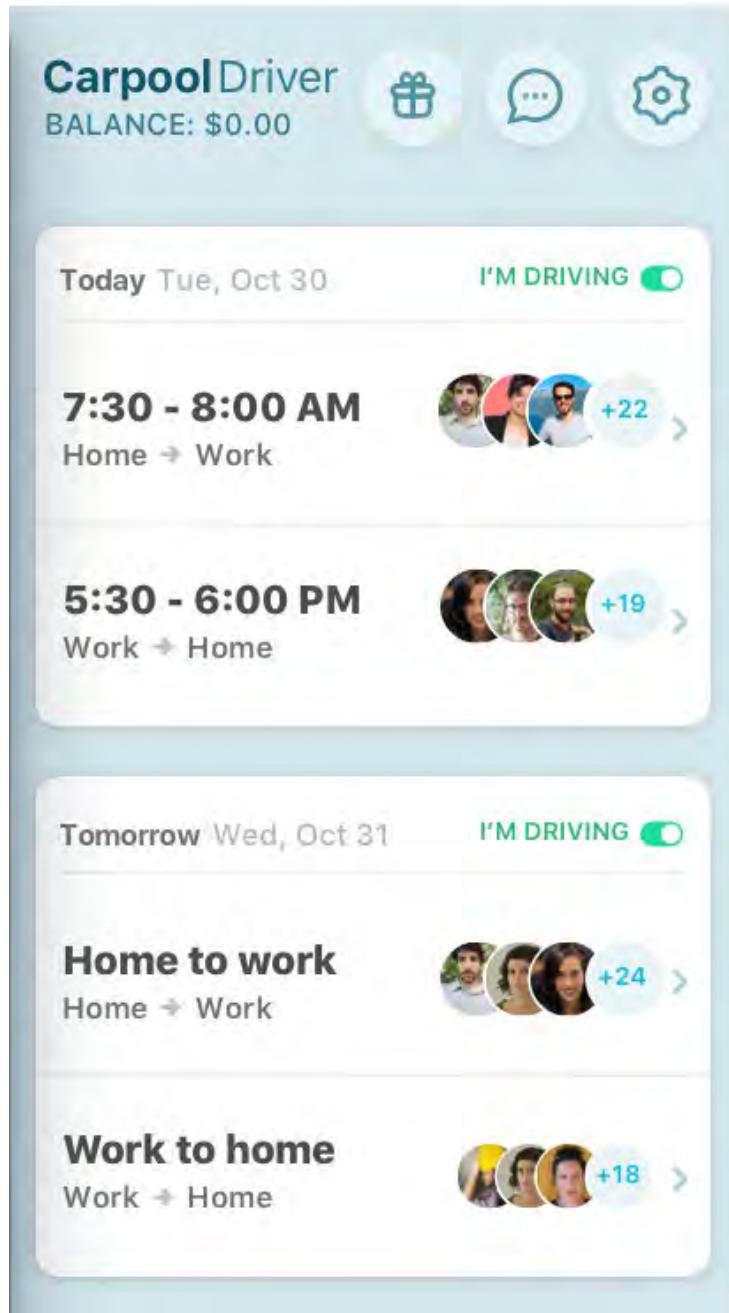 Carpool Driver
BALANCE: $0.00
Today Tue, Oct 30 I'M DRIVING
7:30 - 8:00 AM
+22
Home → Work
5:30 - 6:00 PM
+19
Work → Home
Tomorrow Wed, Oct 31 I'M DRIVING
Home to work
+24
Home → Work
Work to home
+18
Work → Home